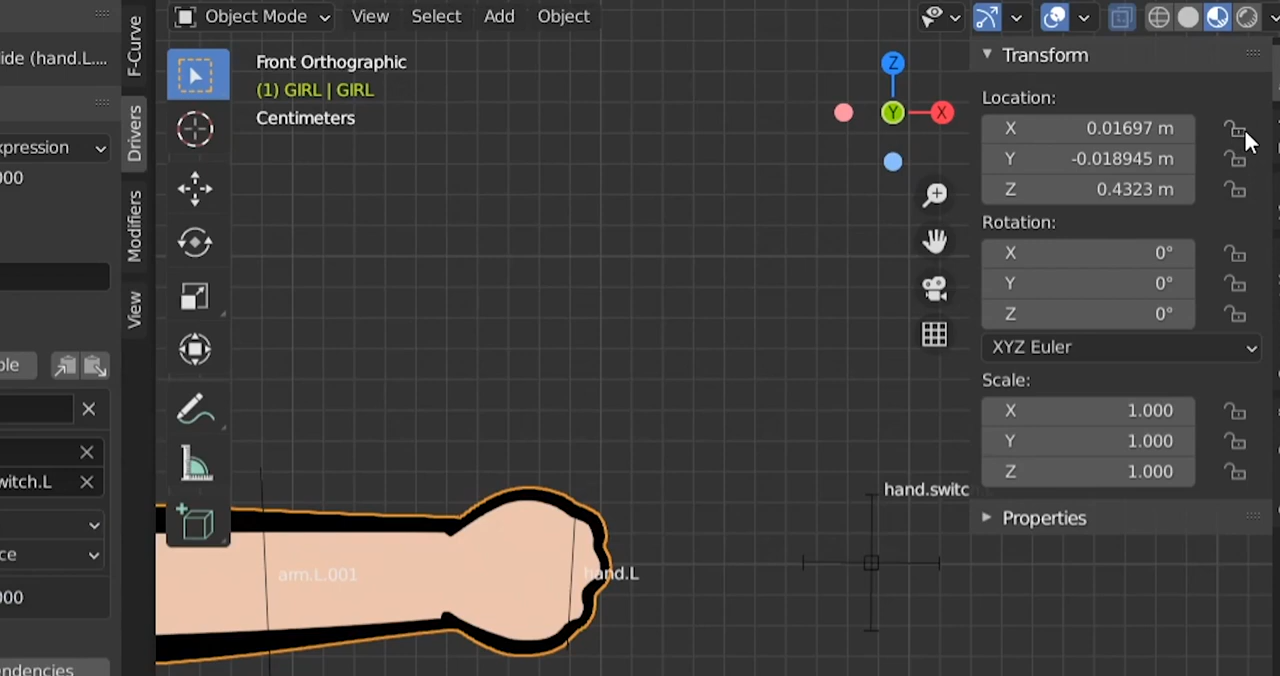 Object Mode
View
Select
Add
Object
ide (hand.L....
xpression
000
ple
witch.L
ce
000
ndencies
F-Curve
Drivers
Modifiers
View
Front Orthographic
(1) GIRL | GIRL
Centimeters
Z
Y
X
arm.L.001
hand.L
hand.switc
Transform
Location:
X 0.01697 m
Y -0.018945 m
Z 0.4323 m
Rotation:
X 0°
Y 0°
Z 0°
XYZ Euler
Scale:
X 1.000
Y 1.000
Z 1.000
Properties